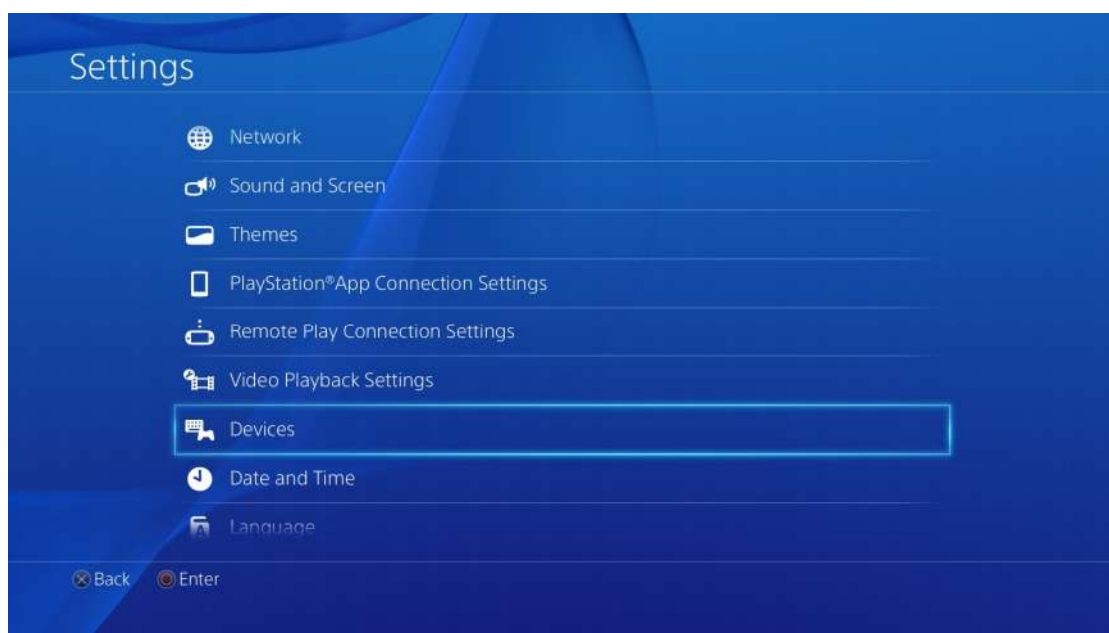 Settings
Network
Sound and Screen
Themes
PlayStation®App Connection Settings
Remote Play Connection Settings
Video Playback Settings
Devices
Date and Time
Language
Back Enter